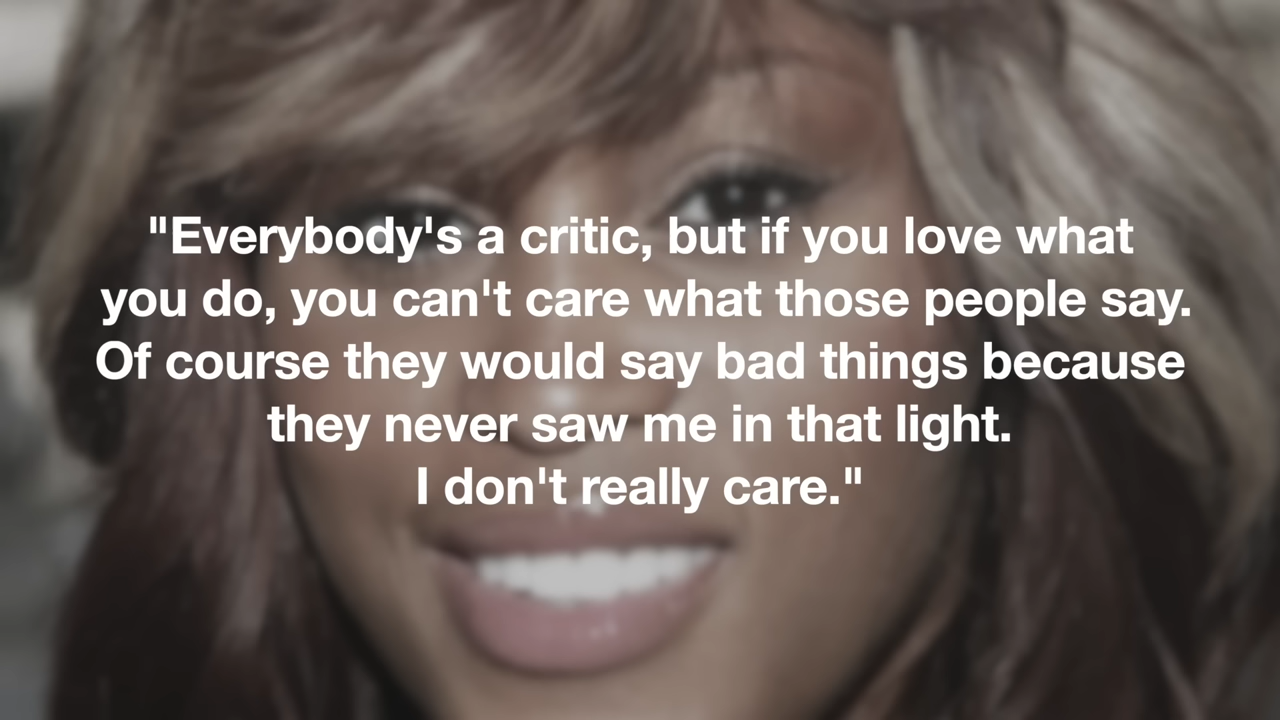 "Everybody's a critic, but if you love what
you do, you can't care what those people say.
Of course they would say bad things because
they never saw me in that light.
I don't really care."